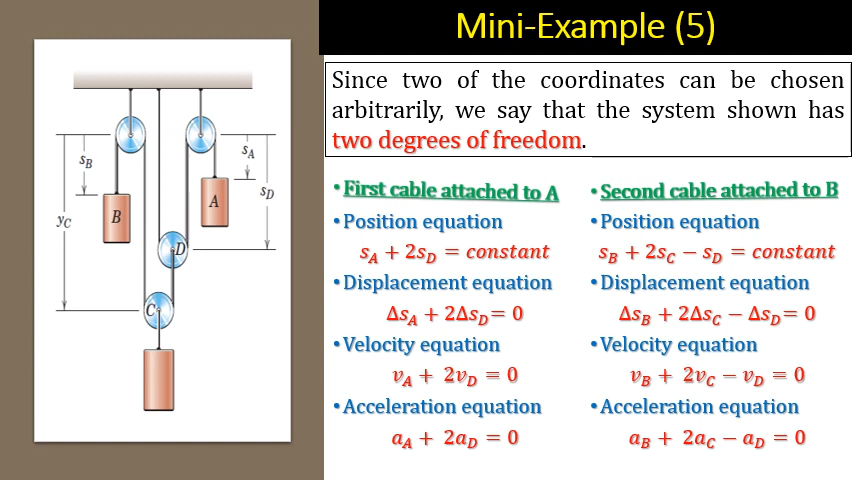 Mini-Example (5)
Since two of the coordinates can be chosen
arbitrarily, we say that the system shown has
two degrees of freedom.
s_B
y_C
B
s_A
A
s_D
D
C
•First cable attached to A
•Position equation
s_A + 2s_D = constant
•Displacement equation
Δs_A + 2Δs_D = 0
•Velocity equation
v_A + 2v_D = 0
•Acceleration equation
a_A + 2a_D = 0
•Second cable attached to B
•Position equation
s_B + 2s_C − s_D = constant
•Displacement equation
Δs_B + 2Δs_C − Δs_D = 0
•Velocity equation
v_B + 2v_C − v_D = 0
•Acceleration equation
a_B + 2a_C − a_D = 0